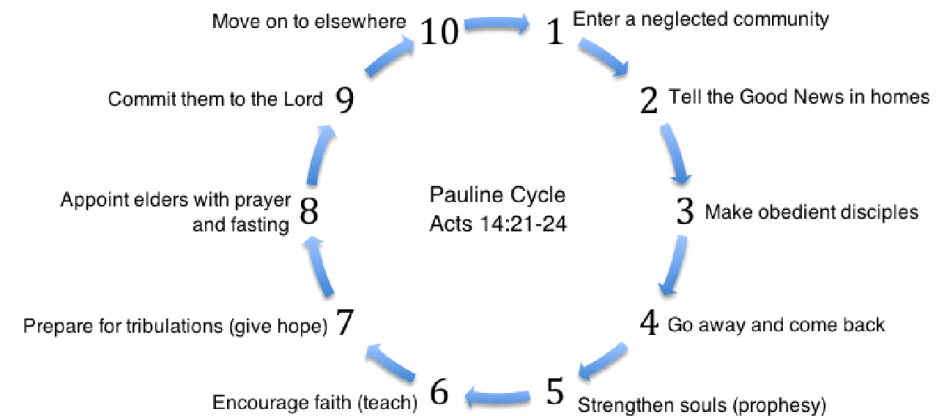 Pauline Cycle
Acts 14:21-24
1 Enter a neglected community
2 Tell the Good News in homes
3 Make obedient disciples
4 Go away and come back
5 Strengthen souls (prophesy)
6 Encourage faith (teach)
7 Prepare for tribulations (give hope)
8 Appoint elders with prayer
and fasting
9 Commit them to the Lord
10 Move on to elsewhere